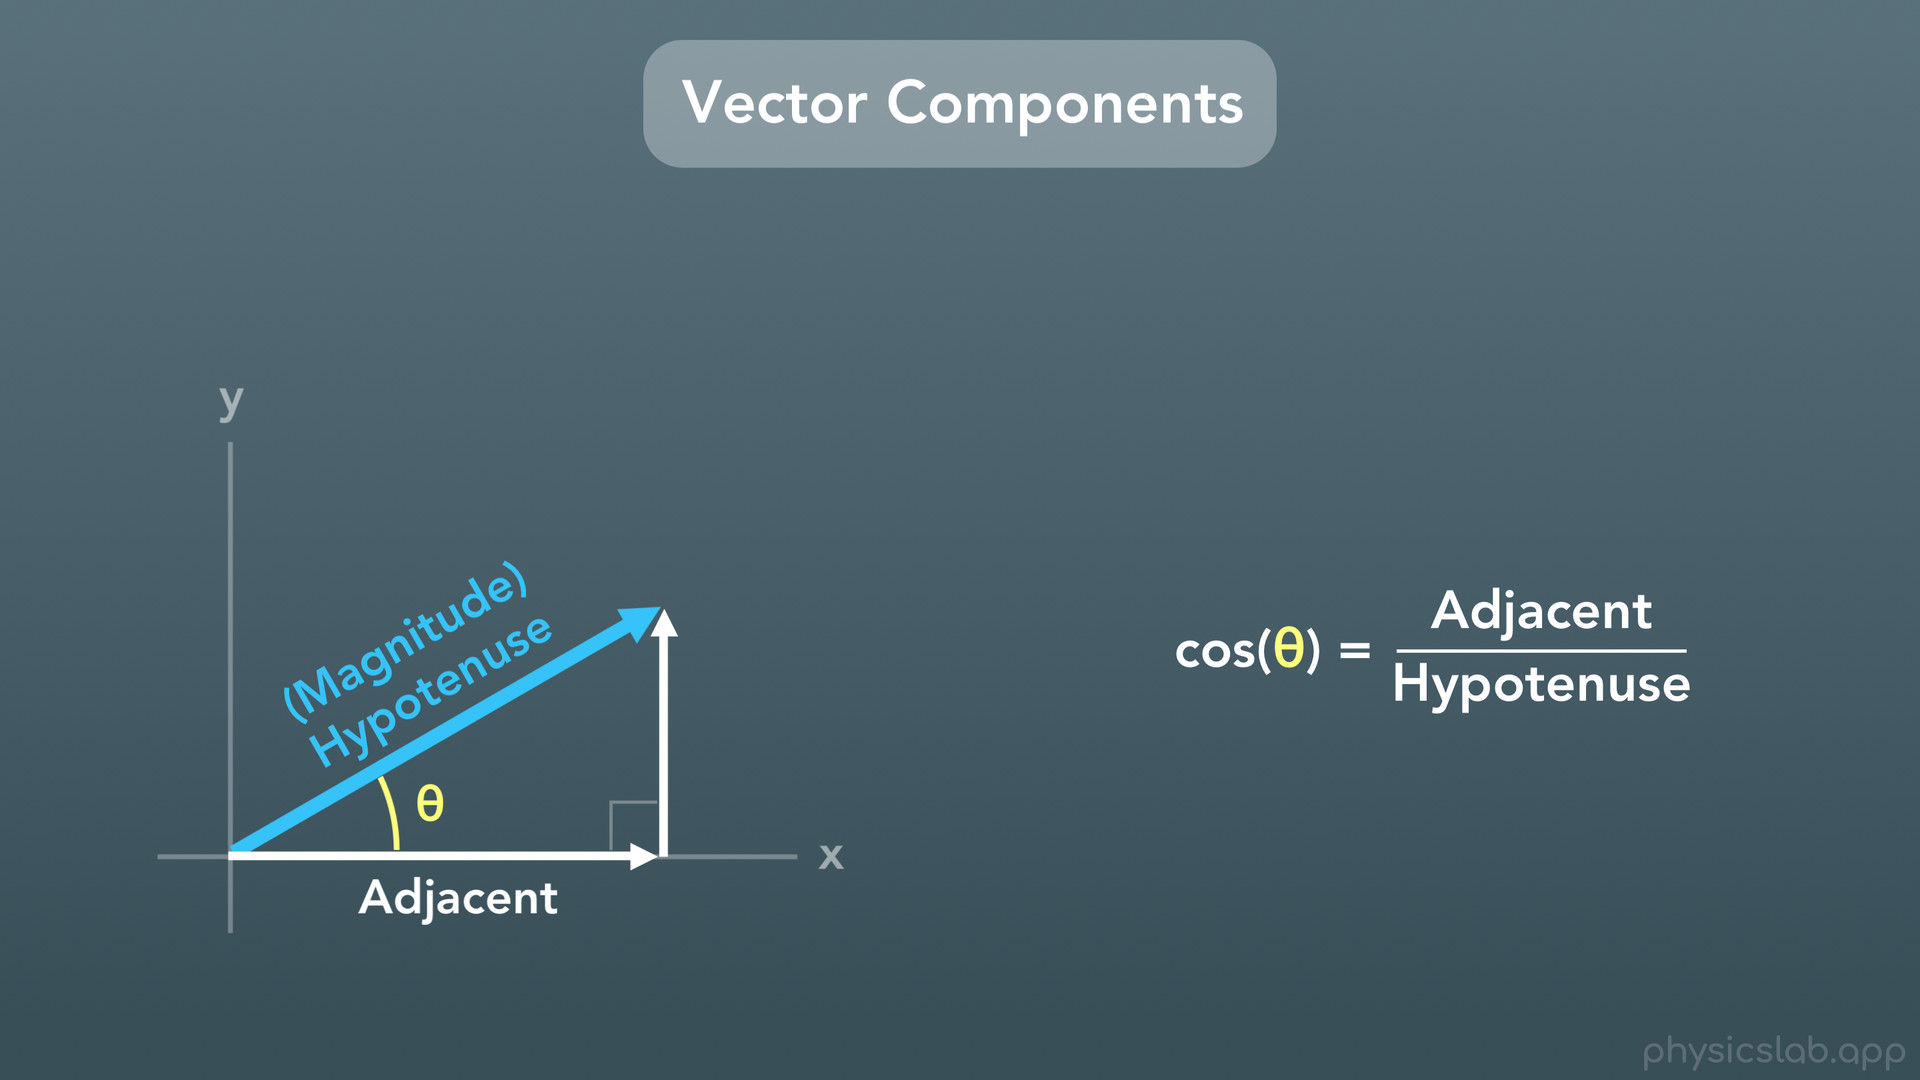 Vector Components
y
(Magnitude)
Hypotenuse
θ
x
Adjacent
cos(θ) = Adjacent
Hypotenuse
physicslab.app